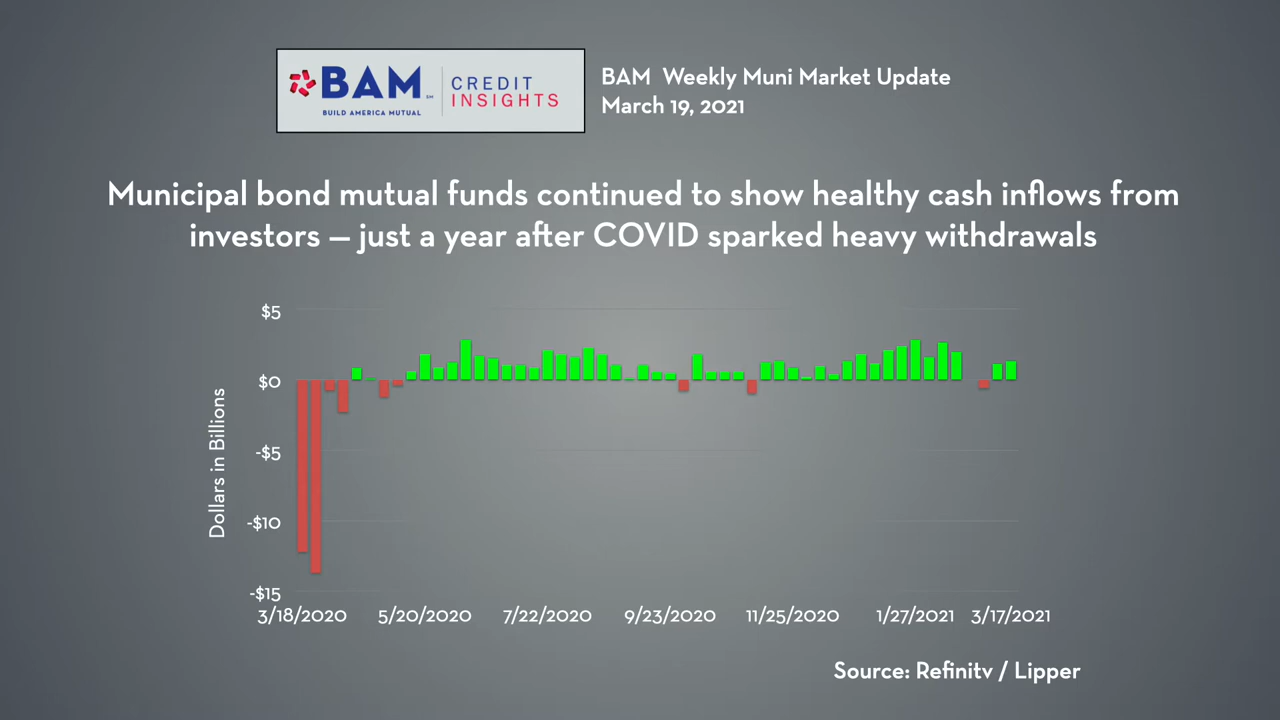 BAM SM
BUILD AMERICA MUTUAL
CREDIT
INSIGHTS
BAM Weekly Muni Market Update
March 19, 2021
Municipal bond mutual funds continued to show healthy cash inflows from
investors – just a year after COVID sparked heavy withdrawals
Dollars in Billions
$5
$0
-$5
-$10
-$15
3/18/2020 5/20/2020 7/22/2020 9/23/2020 11/25/2020 1/27/2021 3/17/2021
Source: Refinitv / Lipper